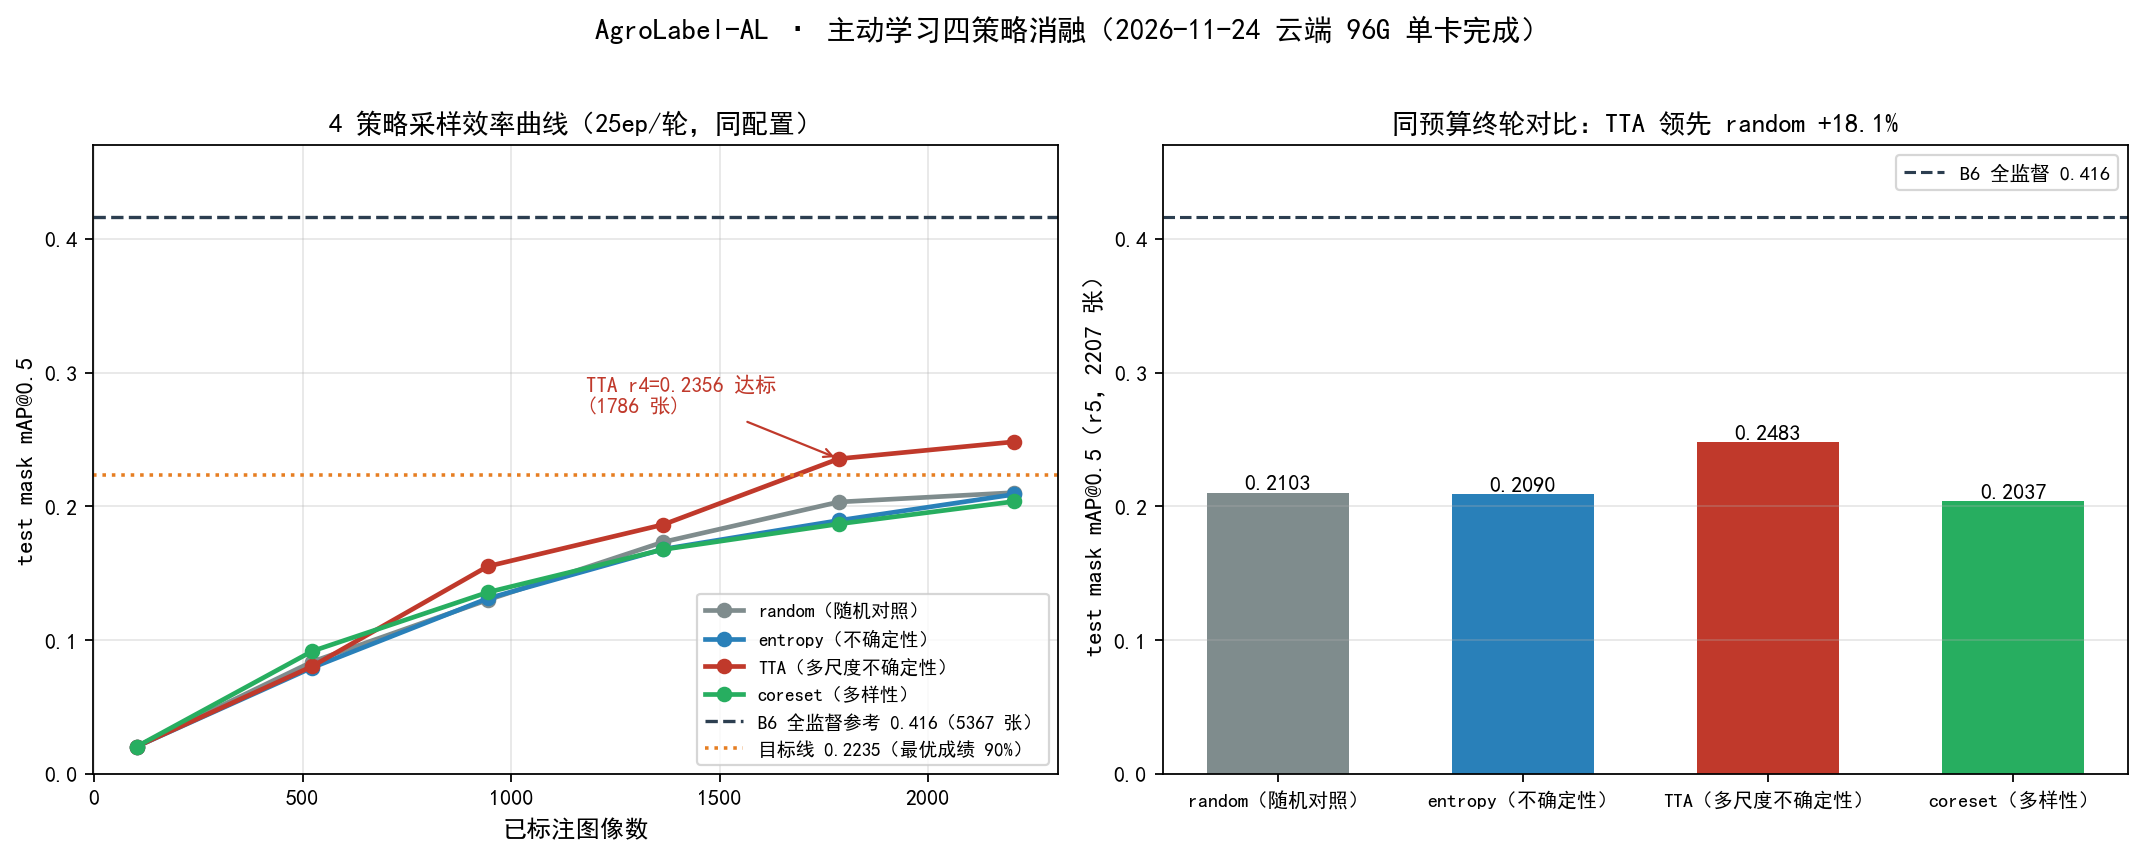 AgroLabel-AL · 主动学习四策略消融（2026-11-24 云端 96G 单卡完成）
4 策略采样效率曲线（25ep/轮，同配置）
test mask mAP@0.5
0.4
0.3
0.2
0.1
0.0
TTA r4=0.2356 达标
(1786 张)
random（随机对照）
entropy（不确定性）
TTA（多尺度不确定性）
coreset（多样性）
B6 全监督参考 0.416（5367 张）
目标线 0.2235（最优成绩 90%）
0
500
1000
1500
2000
已标注图像数
同预算终轮对比：TTA 领先 random +18.1%
B6 全监督 0.416
test mask mAP@0.5（r5, 2207 张）
0.4
0.3
0.2
0.1
0.0
0.2103
0.2090
0.2483
0.2037
random（随机对照）
entropy（不确定性）
TTA（多尺度不确定性）
coreset（多样性）